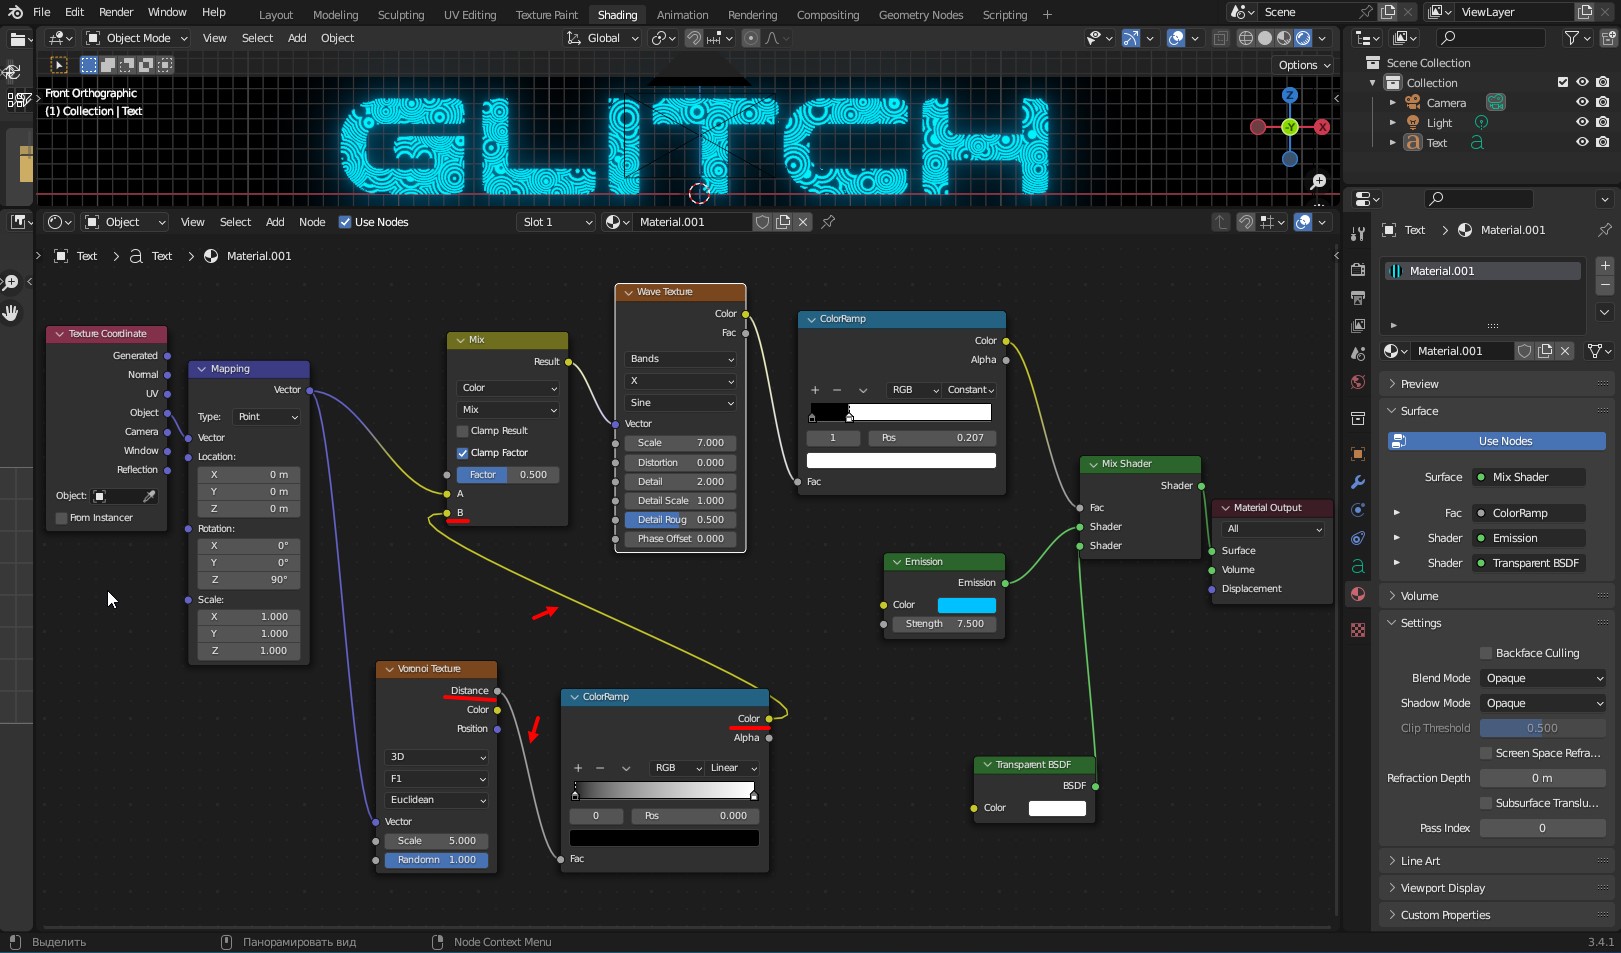 File Edit Render Window Help Layout Modeling Sculpting UV Editing Texture Paint Shading Animation Rendering Compositing Geometry Nodes Scripting + Scene ViewLayer
Object Mode View Select Add Object Global
Options
Front Orthographic
(1) Collection | Text
GLITCH
Z
-Y
X
Scene Collection
Collection
Camera
Light
Text
Object View Select Add Node Use Nodes Slot 1 Material.001
Text > Text > Material.001
Texture Coordinate
Generated
Normal
UV
Object
Camera
Window
Reflection
Object:
From Instancer
Mapping
Vector
Type: Point
Vector
Location:
X 0 m
Y 0 m
Z 0 m
Rotation:
X 0°
Y 0°
Z 90°
Scale:
X 1.000
Y 1.000
Z 1.000
Mix
Result
Color
Mix
Clamp Result
Clamp Factor
Factor 0.500
A
B
Wave Texture
Color
Fac
Bands
X
Sine
Vector
Scale 7.000
Distortion 0.000
Detail 2.000
Detail Scale 1.000
Detail Roug 0.500
Phase Offset 0.000
ColorRamp
Color
Alpha
+ − RGB Constant
1 Pos 0.207
Fac
Mix Shader
Shader
Fac
Shader
Shader
Material Output
All
Surface
Volume
Displacement
Emission
Emission
Color
Strength 7.500
Voronoi Texture
Distance
Color
Position
3D
F1
Euclidean
Vector
Scale 5.000
Randomn 1.000
ColorRamp
Color
Alpha
+ − RGB Linear
0 Pos 0.000
Fac
Transparent BSDF
BSDF
Color
Text > Material.001
Material.001
Material.001
Preview
Surface
Use Nodes
Surface Mix Shader
Fac ColorRamp
Shader Emission
Shader Transparent BSDF
Volume
Settings
Backface Culling
Blend Mode Opaque
Shadow Mode Opaque
Clip Threshold 0.500
Screen Space Refra...
Refraction Depth 0 m
Subsurface Translu...
Pass Index 0
Line Art
Viewport Display
Custom Properties
Выделить Панорамировать вид Node Context Menu 3.4.1